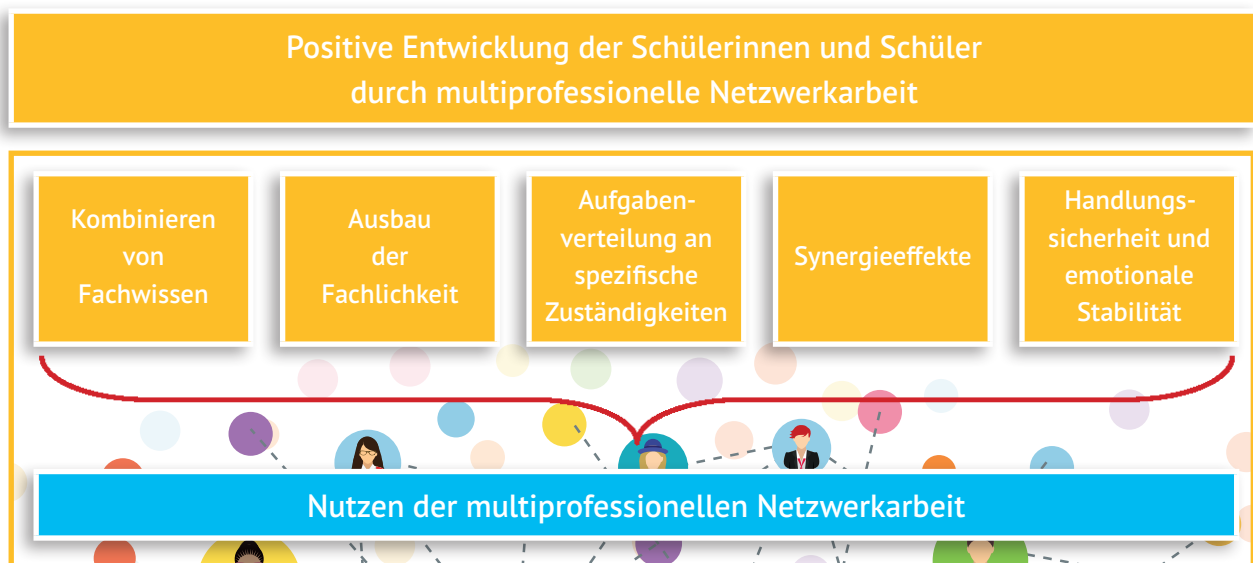 Positive Entwicklung der Schülerinnen und Schüler
durch multiprofessionelle Netzwerkarbeit
Kombinieren
von
Fachwissen
Ausbau
der
Fachlichkeit
Aufgaben-
verteilung an
spezifische
Zuständigkeiten
Synergieeffekte
Handlungs-
sicherheit und
emotionale
Stabilität
Nutzen der multiprofessionellen Netzwerkarbeit